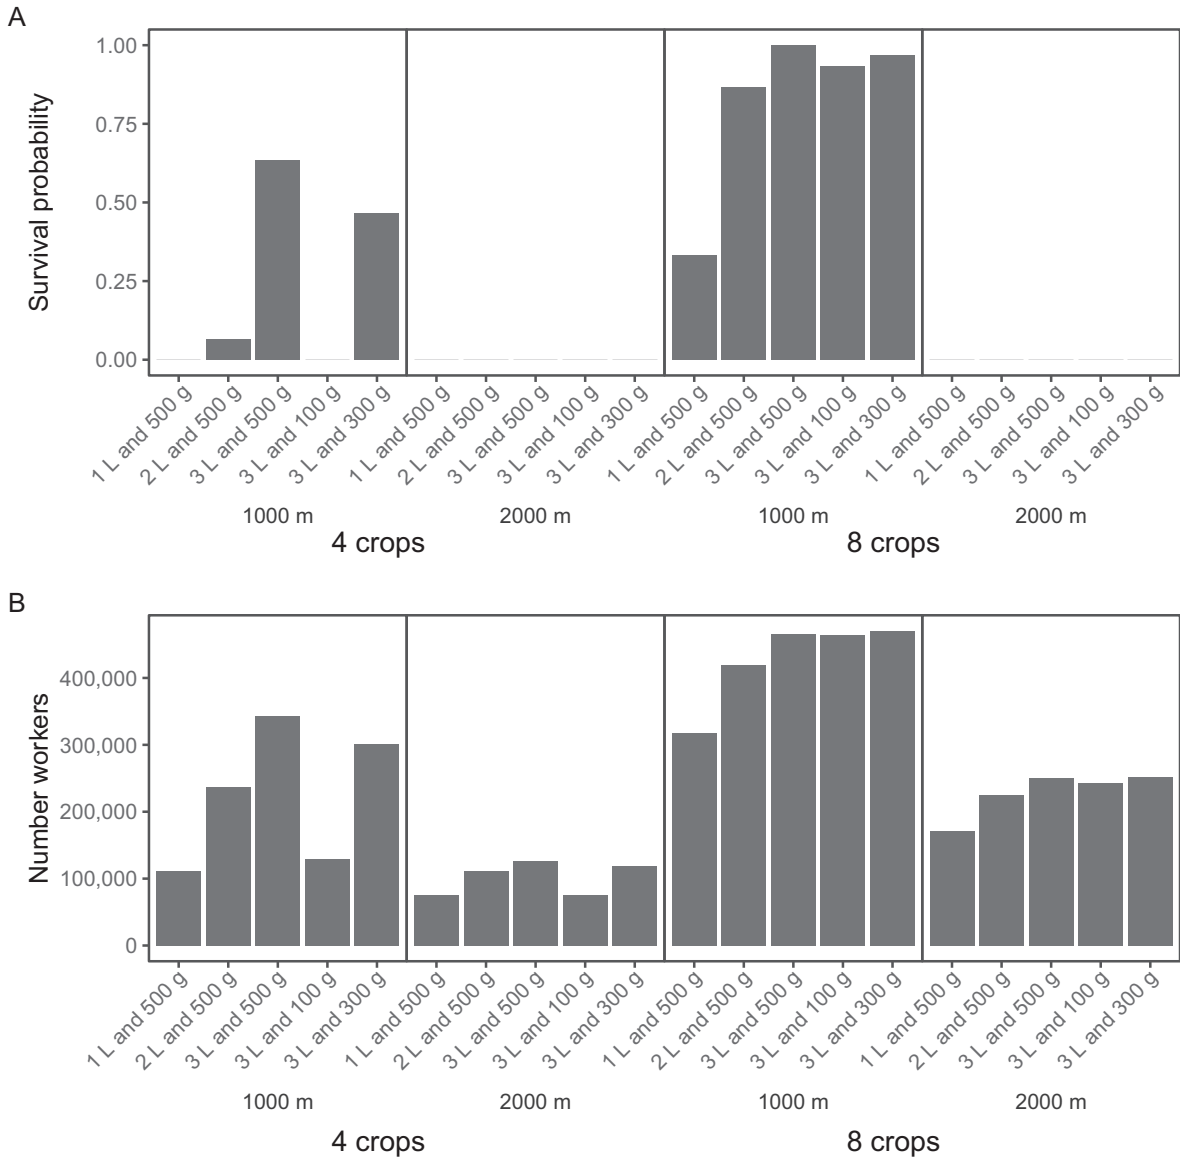 A
Survival probability
1.00
0.75
0.50
0.25
0.00
1 L and 500 g
2 L and 500 g
3 L and 500 g
3 L and 100 g
3 L and 300 g
1 L and 500 g
2 L and 500 g
3 L and 500 g
3 L and 100 g
3 L and 300 g
1 L and 500 g
2 L and 500 g
3 L and 500 g
3 L and 100 g
3 L and 300 g
1 L and 500 g
2 L and 500 g
3 L and 500 g
3 L and 100 g
3 L and 300 g
1000 m 2000 m 1000 m 2000 m
4 crops 8 crops
B
Number workers
400,000
300,000
200,000
100,000
0
1 L and 500 g
2 L and 500 g
3 L and 500 g
3 L and 100 g
3 L and 300 g
1 L and 500 g
2 L and 500 g
3 L and 500 g
3 L and 100 g
3 L and 300 g
1 L and 500 g
2 L and 500 g
3 L and 500 g
3 L and 100 g
3 L and 300 g
1 L and 500 g
2 L and 500 g
3 L and 500 g
3 L and 100 g
3 L and 300 g
1000 m 2000 m 1000 m 2000 m
4 crops 8 crops